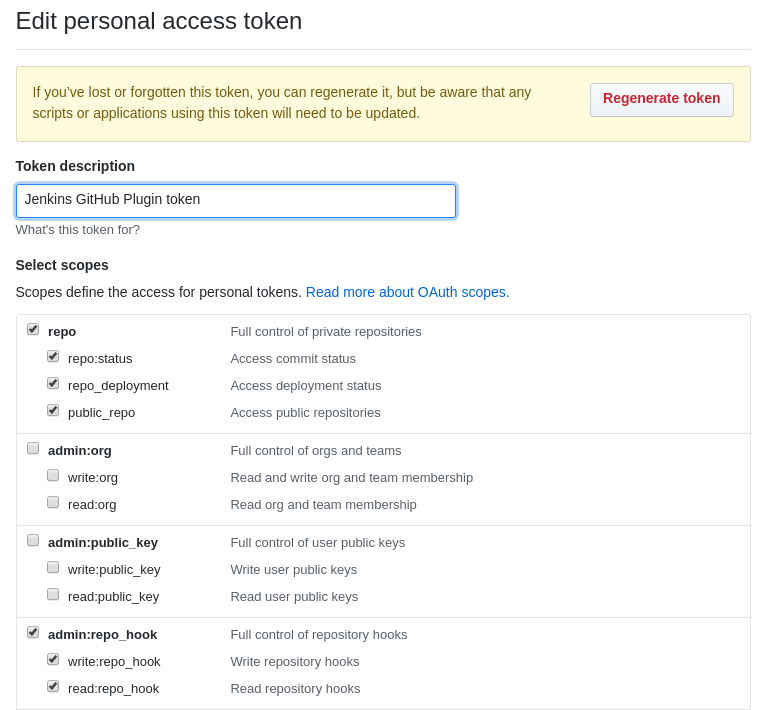 Edit personal access token
If you've lost or forgotten this token, you can regenerate it, but be aware that any
scripts or applications using this token will need to be updated.
Regenerate token
Token description
Jenkins GitHub Plugin token
What's this token for?
Select scopes
Scopes define the access for personal tokens. Read more about OAuth scopes.
repo Full control of private repositories
repo:status Access commit status
repo_deployment Access deployment status
public_repo Access public repositories
admin:org Full control of orgs and teams
write:org Read and write org and team membership
read:org Read org and team membership
admin:public_key Full control of user public keys
write:public_key Write user public keys
read:public_key Read user public keys
admin:repo_hook Full control of repository hooks
write:repo_hook Write repository hooks
read:repo_hook Read repository hooks